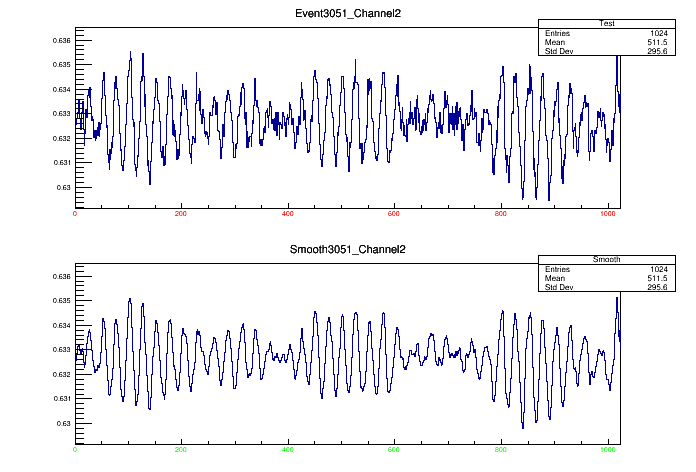 Event3051_Channel2
Test
Entries 1024
Mean 511.5
Std Dev 295.6
0.636
0.635
0.634
0.633
0.632
0.631
0.63
0 200 400 600 800 1000
Smooth3051_Channel2
Smooth
Entries 1024
Mean 511.5
Std Dev 295.6
0.636
0.635
0.634
0.633
0.632
0.631
0.63
0 200 400 600 800 1000